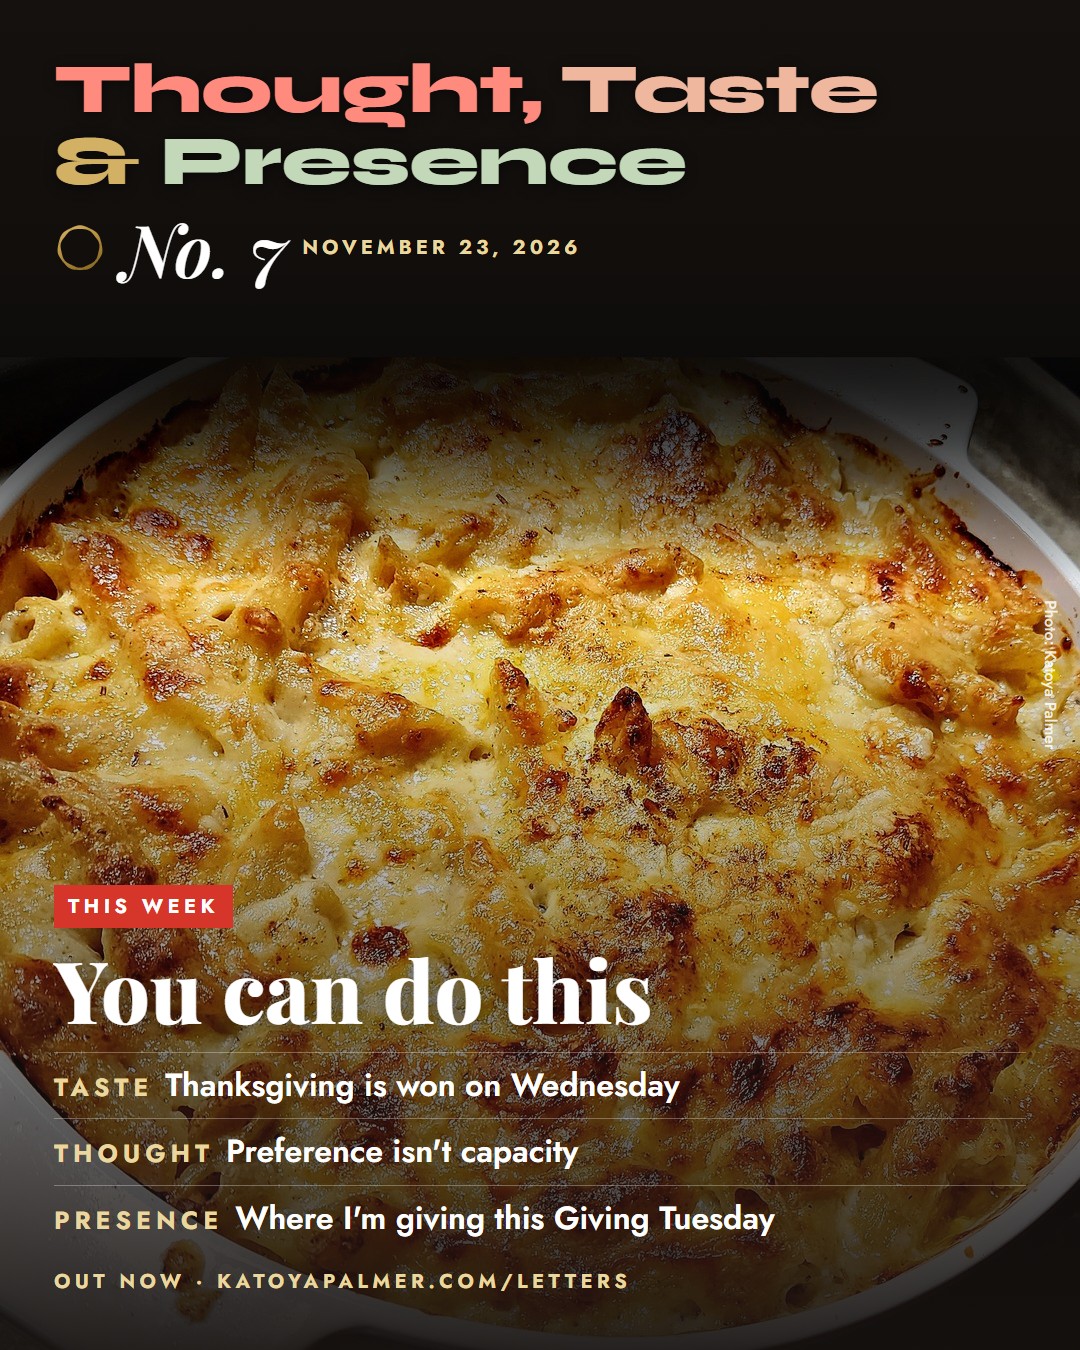 Thought, Taste
& Presence
No. 7 NOVEMBER 23, 2026
Photo: Katoya Palmer
THIS WEEK
You can do this
TASTE Thanksgiving is won on Wednesday
THOUGHT Preference isn't capacity
PRESENCE Where I'm giving this Giving Tuesday
OUT NOW · KATOYAPALMER.COM/LETTERS